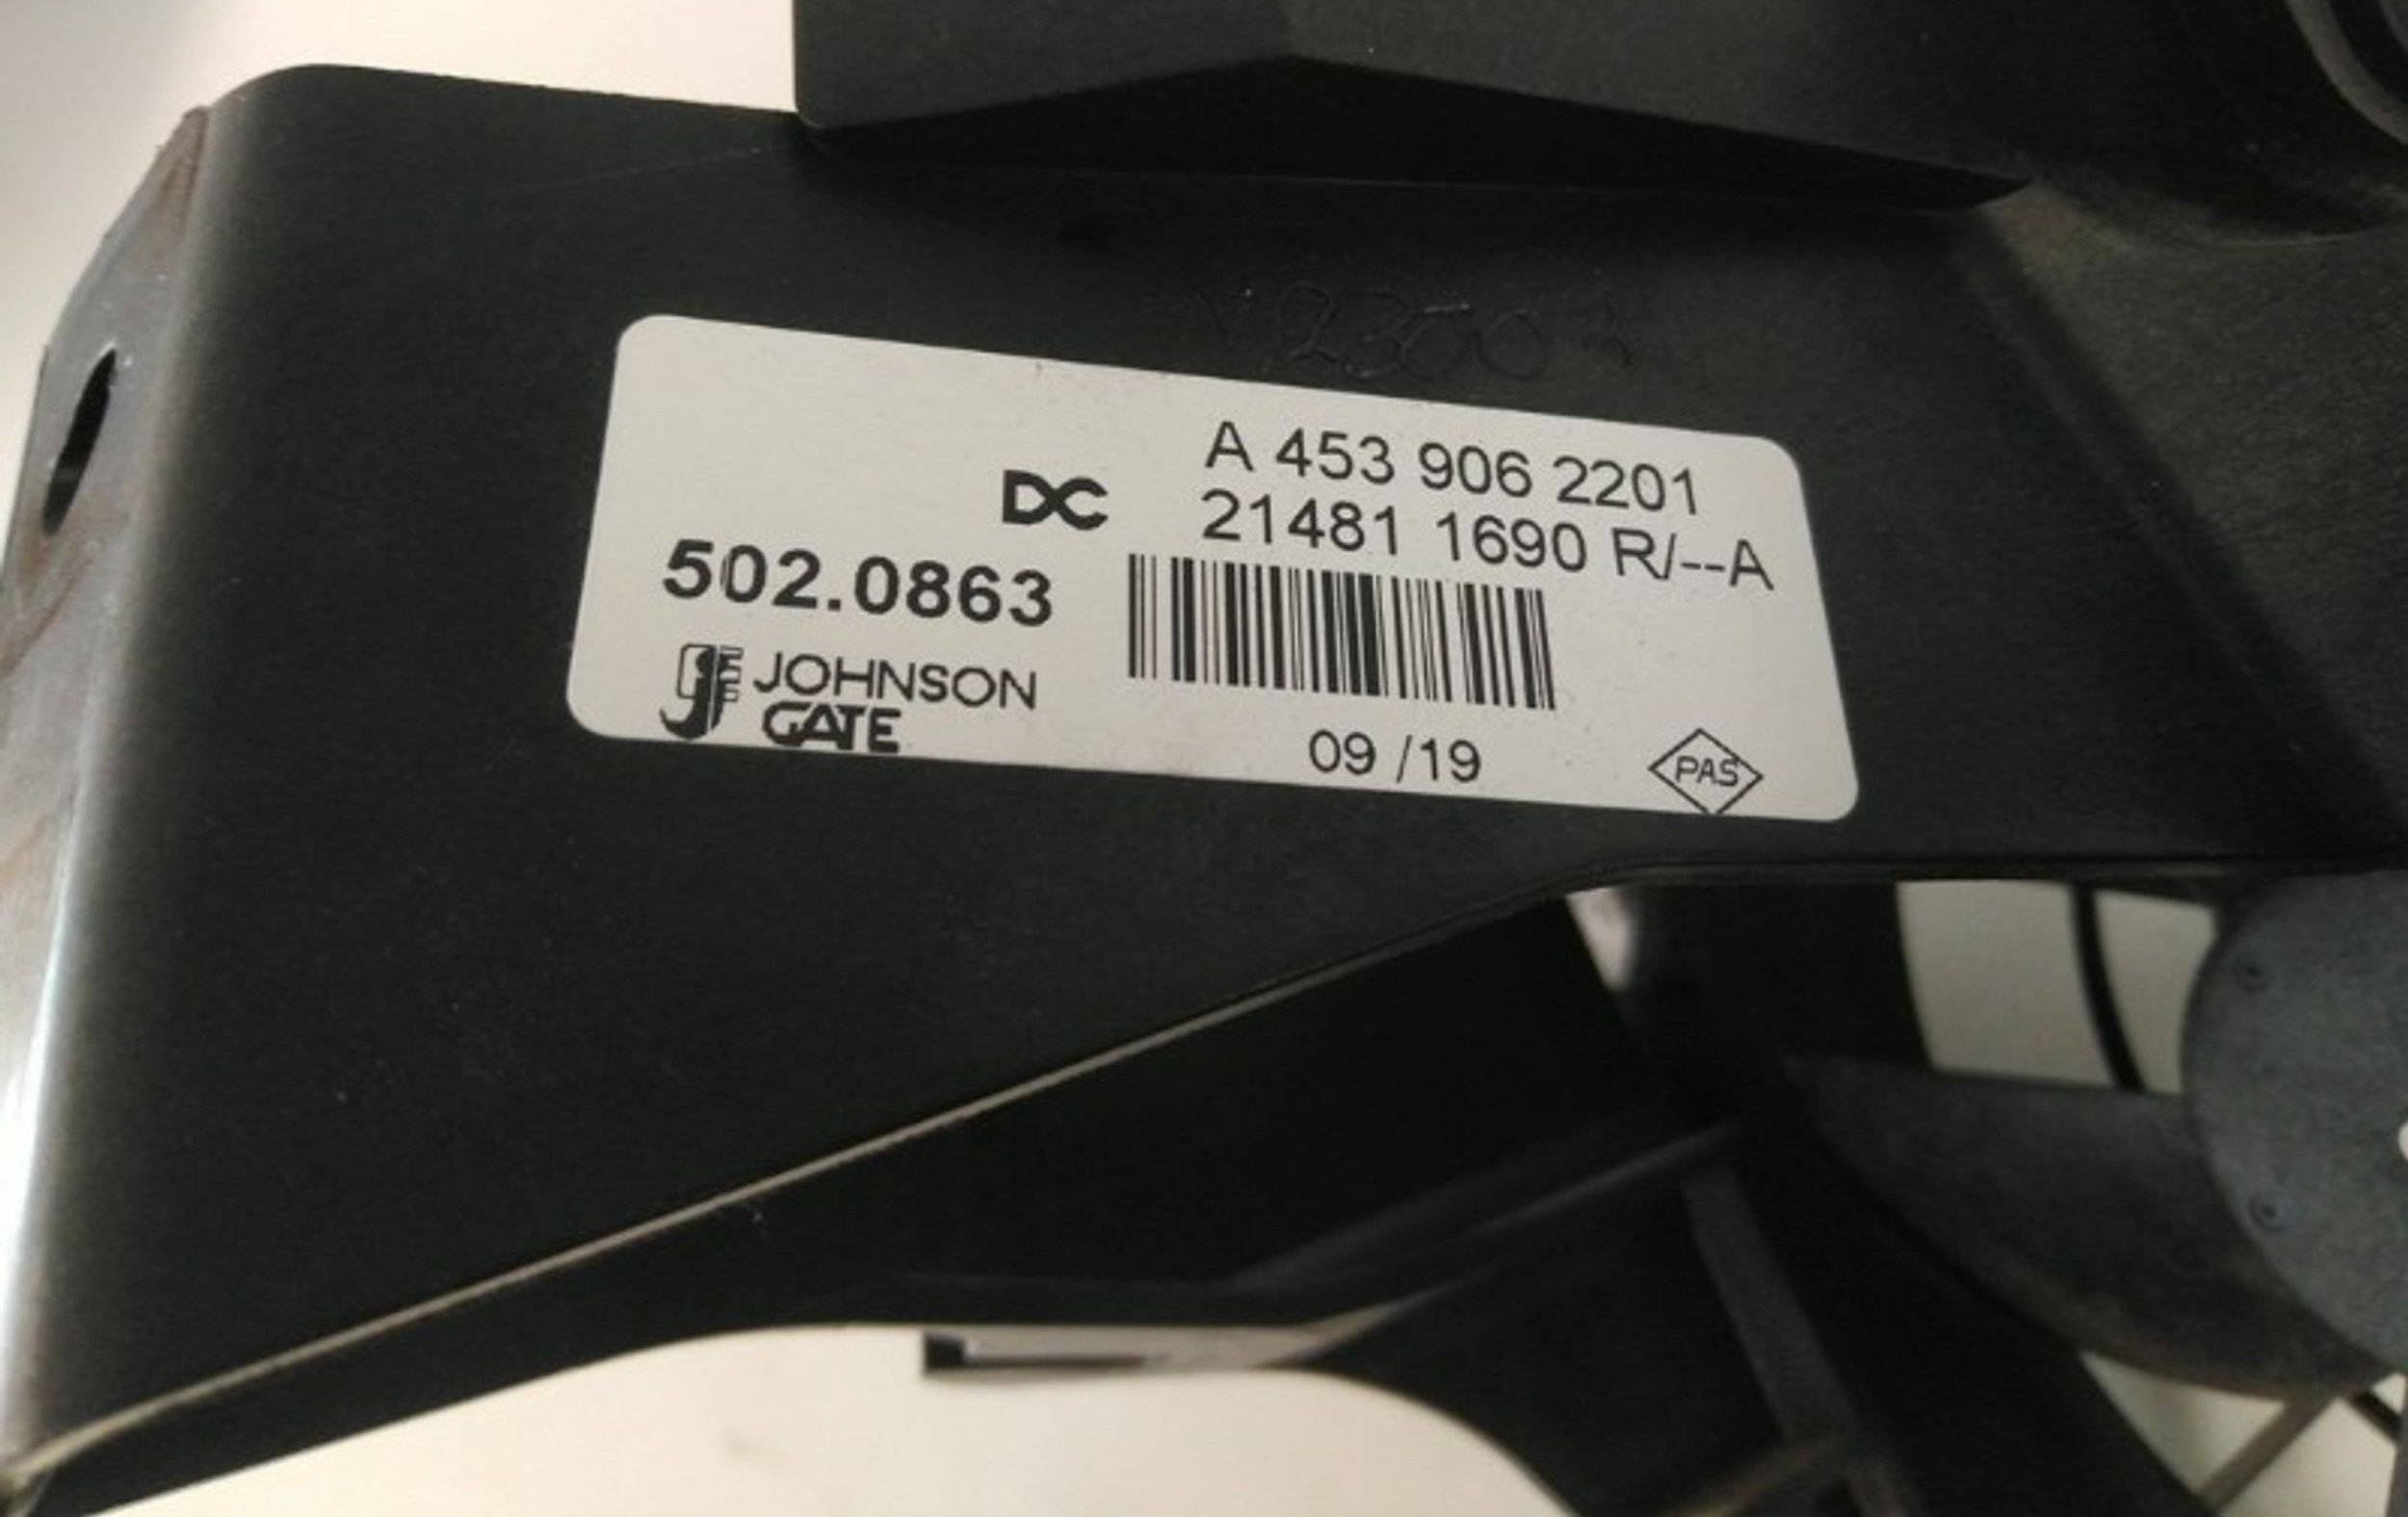 A 453 906 2201
DC
21481 1690 R/--A
502.0863
JOHNSON
GATE
09 /19
PAS